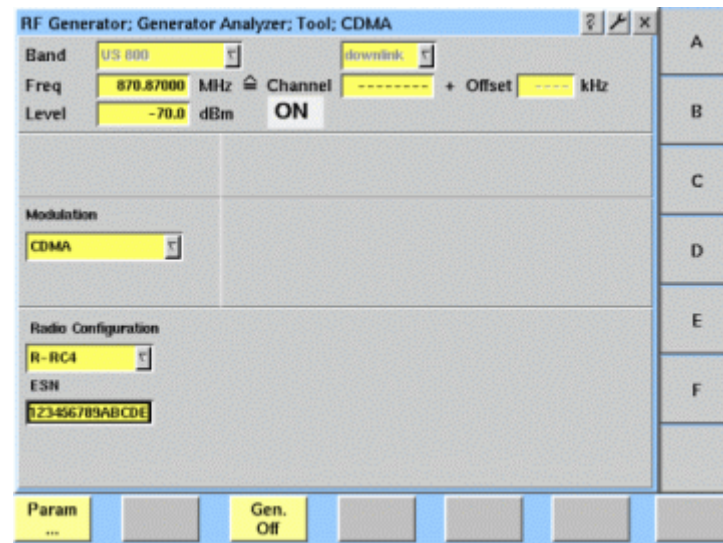 RF Generator; Generator Analyzer; Tool; CDMA ? ×
Band US 800 downlink
Freq 870.87000 MHz ≙ Channel -------- + Offset ---- kHz
Level -70.0 dBm ON
Modulation
CDMA
Radio Configuration
R-RC4
ESN
123456789ABCDE
A
B
C
D
E
F
Param
...
Gen.
Off